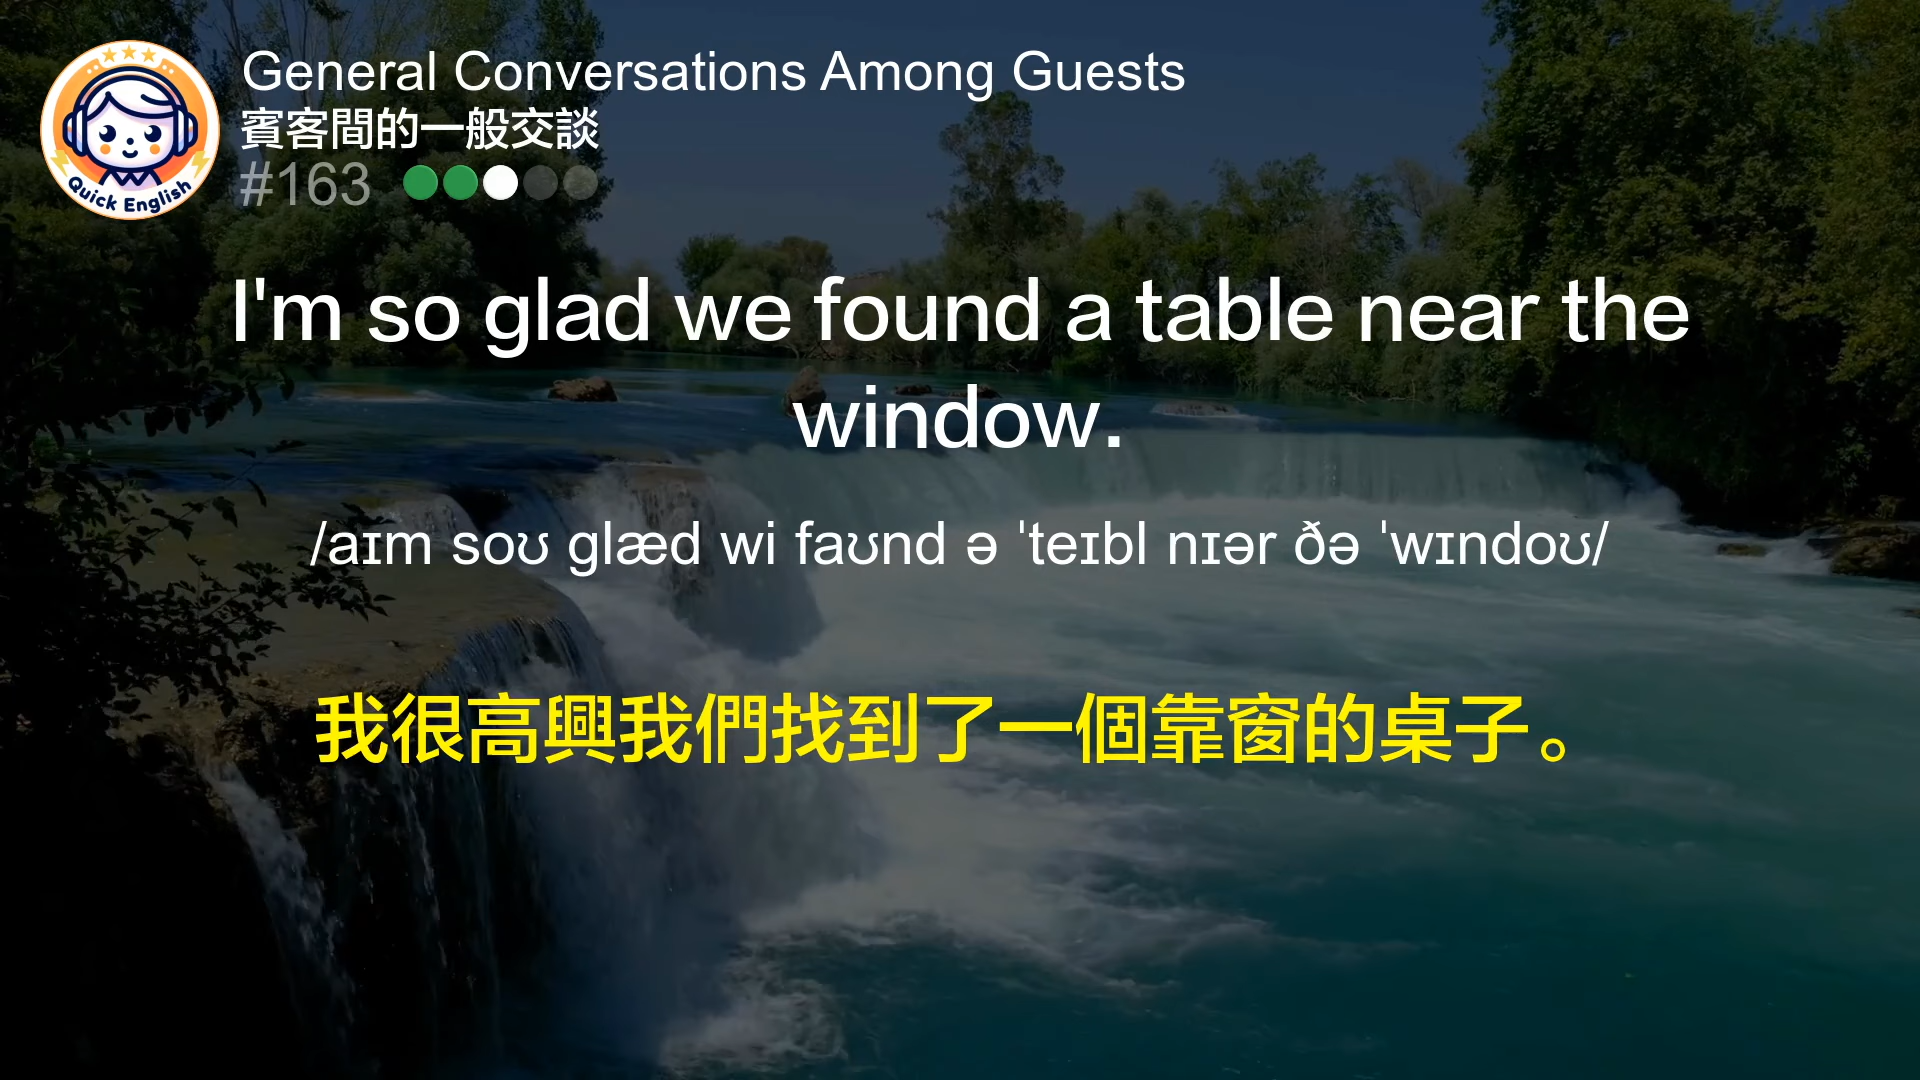 Quick English
General Conversations Among Guests
賓客間的一般交談
#163
I'm so glad we found a table near the
window.
/aɪm soʊ glæd wi faʊnd ə ˈteɪbl nɪər ðə ˈwɪndoʊ/
我很高興我們找到了一個靠窗的桌子。